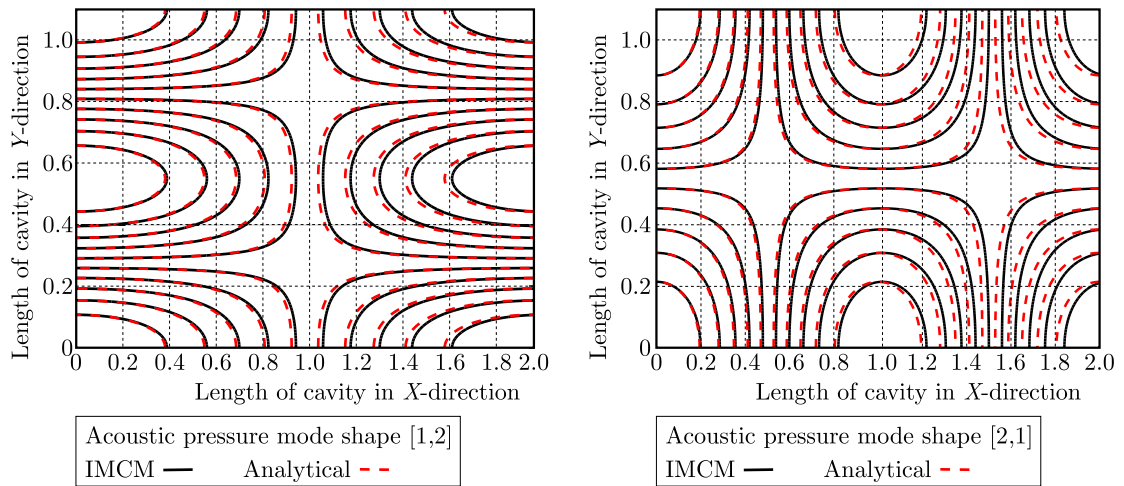 Length of cavity in Y-direction
1.0
0.8
0.6
0.4
0.2
0
0 0.2 0.4 0.6 0.8 1.0 1.2 1.4 1.6 1.8 2.0
Length of cavity in X-direction
Acoustic pressure mode shape [1,2]
IMCM Analytical
Length of cavity in Y-direction
1.0
0.8
0.6
0.4
0.2
0
0 0.2 0.4 0.6 0.8 1.0 1.2 1.4 1.6 1.8 2.0
Length of cavity in X-direction
Acoustic pressure mode shape [2,1]
IMCM Analytical